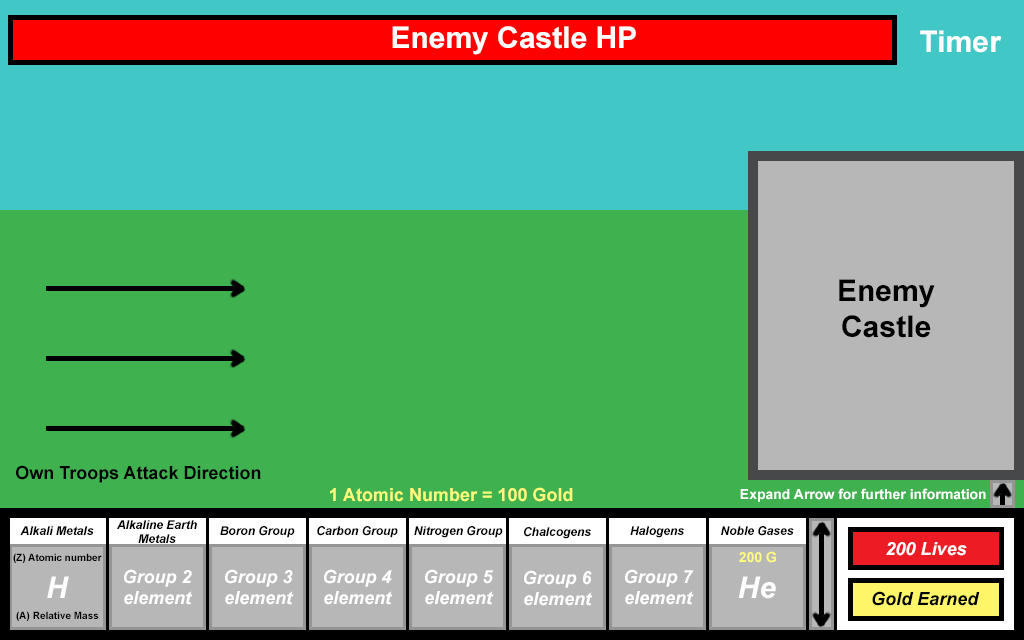 Enemy Castle HP
Timer
Enemy
Castle
Own Troops Attack Direction
1 Atomic Number = 100 Gold
Expand Arrow for further information
Alkali Metals
Alkaline Earth
Metals
Boron Group
Carbon Group
Nitrogen Group
Chalcogens
Halogens
Noble Gases
(Z) Atomic number
H
(A) Relative Mass
Group 2
element
Group 3
element
Group 4
element
Group 5
element
Group 6
element
Group 7
element
200 G
He
200 Lives
Gold Earned